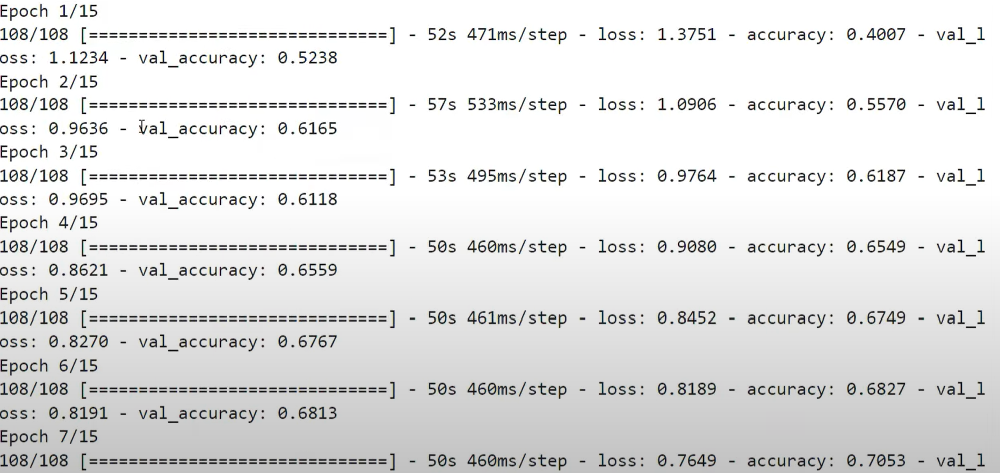 Epoch 1/15
108/108 [==============================] - 52s 471ms/step - loss: 1.3751 - accuracy: 0.4007 - val_l
oss: 1.1234 - val_accuracy: 0.5238
Epoch 2/15
108/108 [==============================] - 57s 533ms/step - loss: 1.0906 - accuracy: 0.5570 - val_l
oss: 0.9636 - val_accuracy: 0.6165
Epoch 3/15
108/108 [==============================] - 53s 495ms/step - loss: 0.9764 - accuracy: 0.6187 - val_l
oss: 0.9695 - val_accuracy: 0.6118
Epoch 4/15
108/108 [==============================] - 50s 460ms/step - loss: 0.9080 - accuracy: 0.6549 - val_l
oss: 0.8621 - val_accuracy: 0.6559
Epoch 5/15
108/108 [==============================] - 50s 461ms/step - loss: 0.8452 - accuracy: 0.6749 - val_l
oss: 0.8270 - val_accuracy: 0.6767
Epoch 6/15
108/108 [==============================] - 50s 460ms/step - loss: 0.8189 - accuracy: 0.6827 - val_l
oss: 0.8191 - val_accuracy: 0.6813
Epoch 7/15
108/108 [==============================] - 50s 460ms/step - loss: 0.7649 - accuracy: 0.7053 - val_l